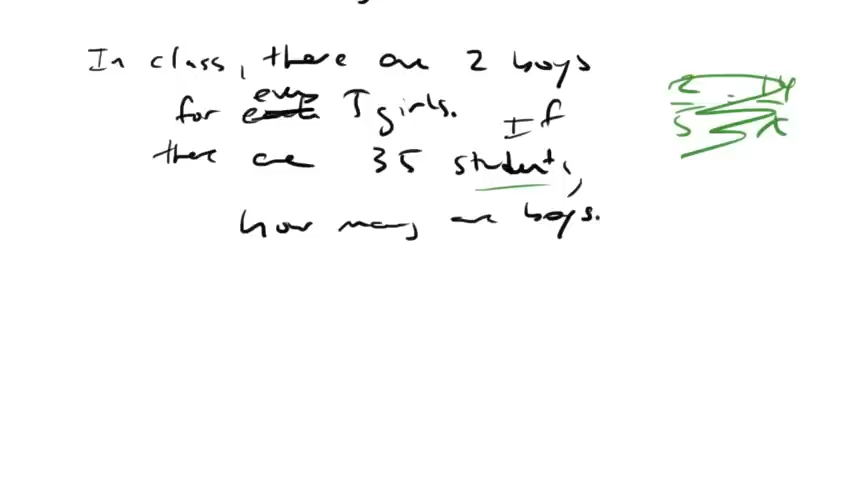 In class, there are 2 boys
for every 5 girls. If
there are 35 students,
how many are boys.